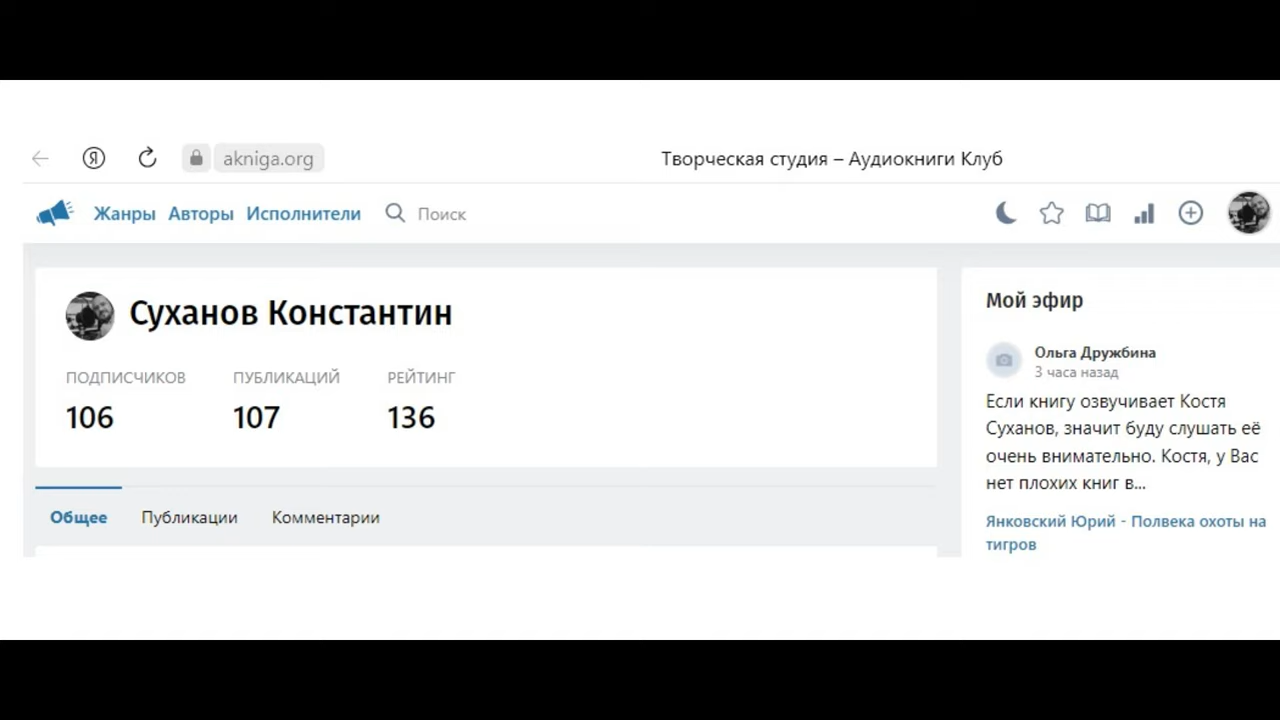 Я akniga.org Творческая студия – Аудиокниги Клуб
Жанры Авторы Исполнители Поиск
Суханов Константин
ПОДПИСЧИКОВ ПУБЛИКАЦИЙ РЕЙТИНГ
106 107 136
Общее Публикации Комментарии
Мой эфир
Ольга Дружбина
3 часа назад
Если книгу озвучивает Костя
Суханов, значит буду слушать её
очень внимательно. Костя, у Вас
нет плохих книг в...
Янковский Юрий - Полвека охоты на
тигров